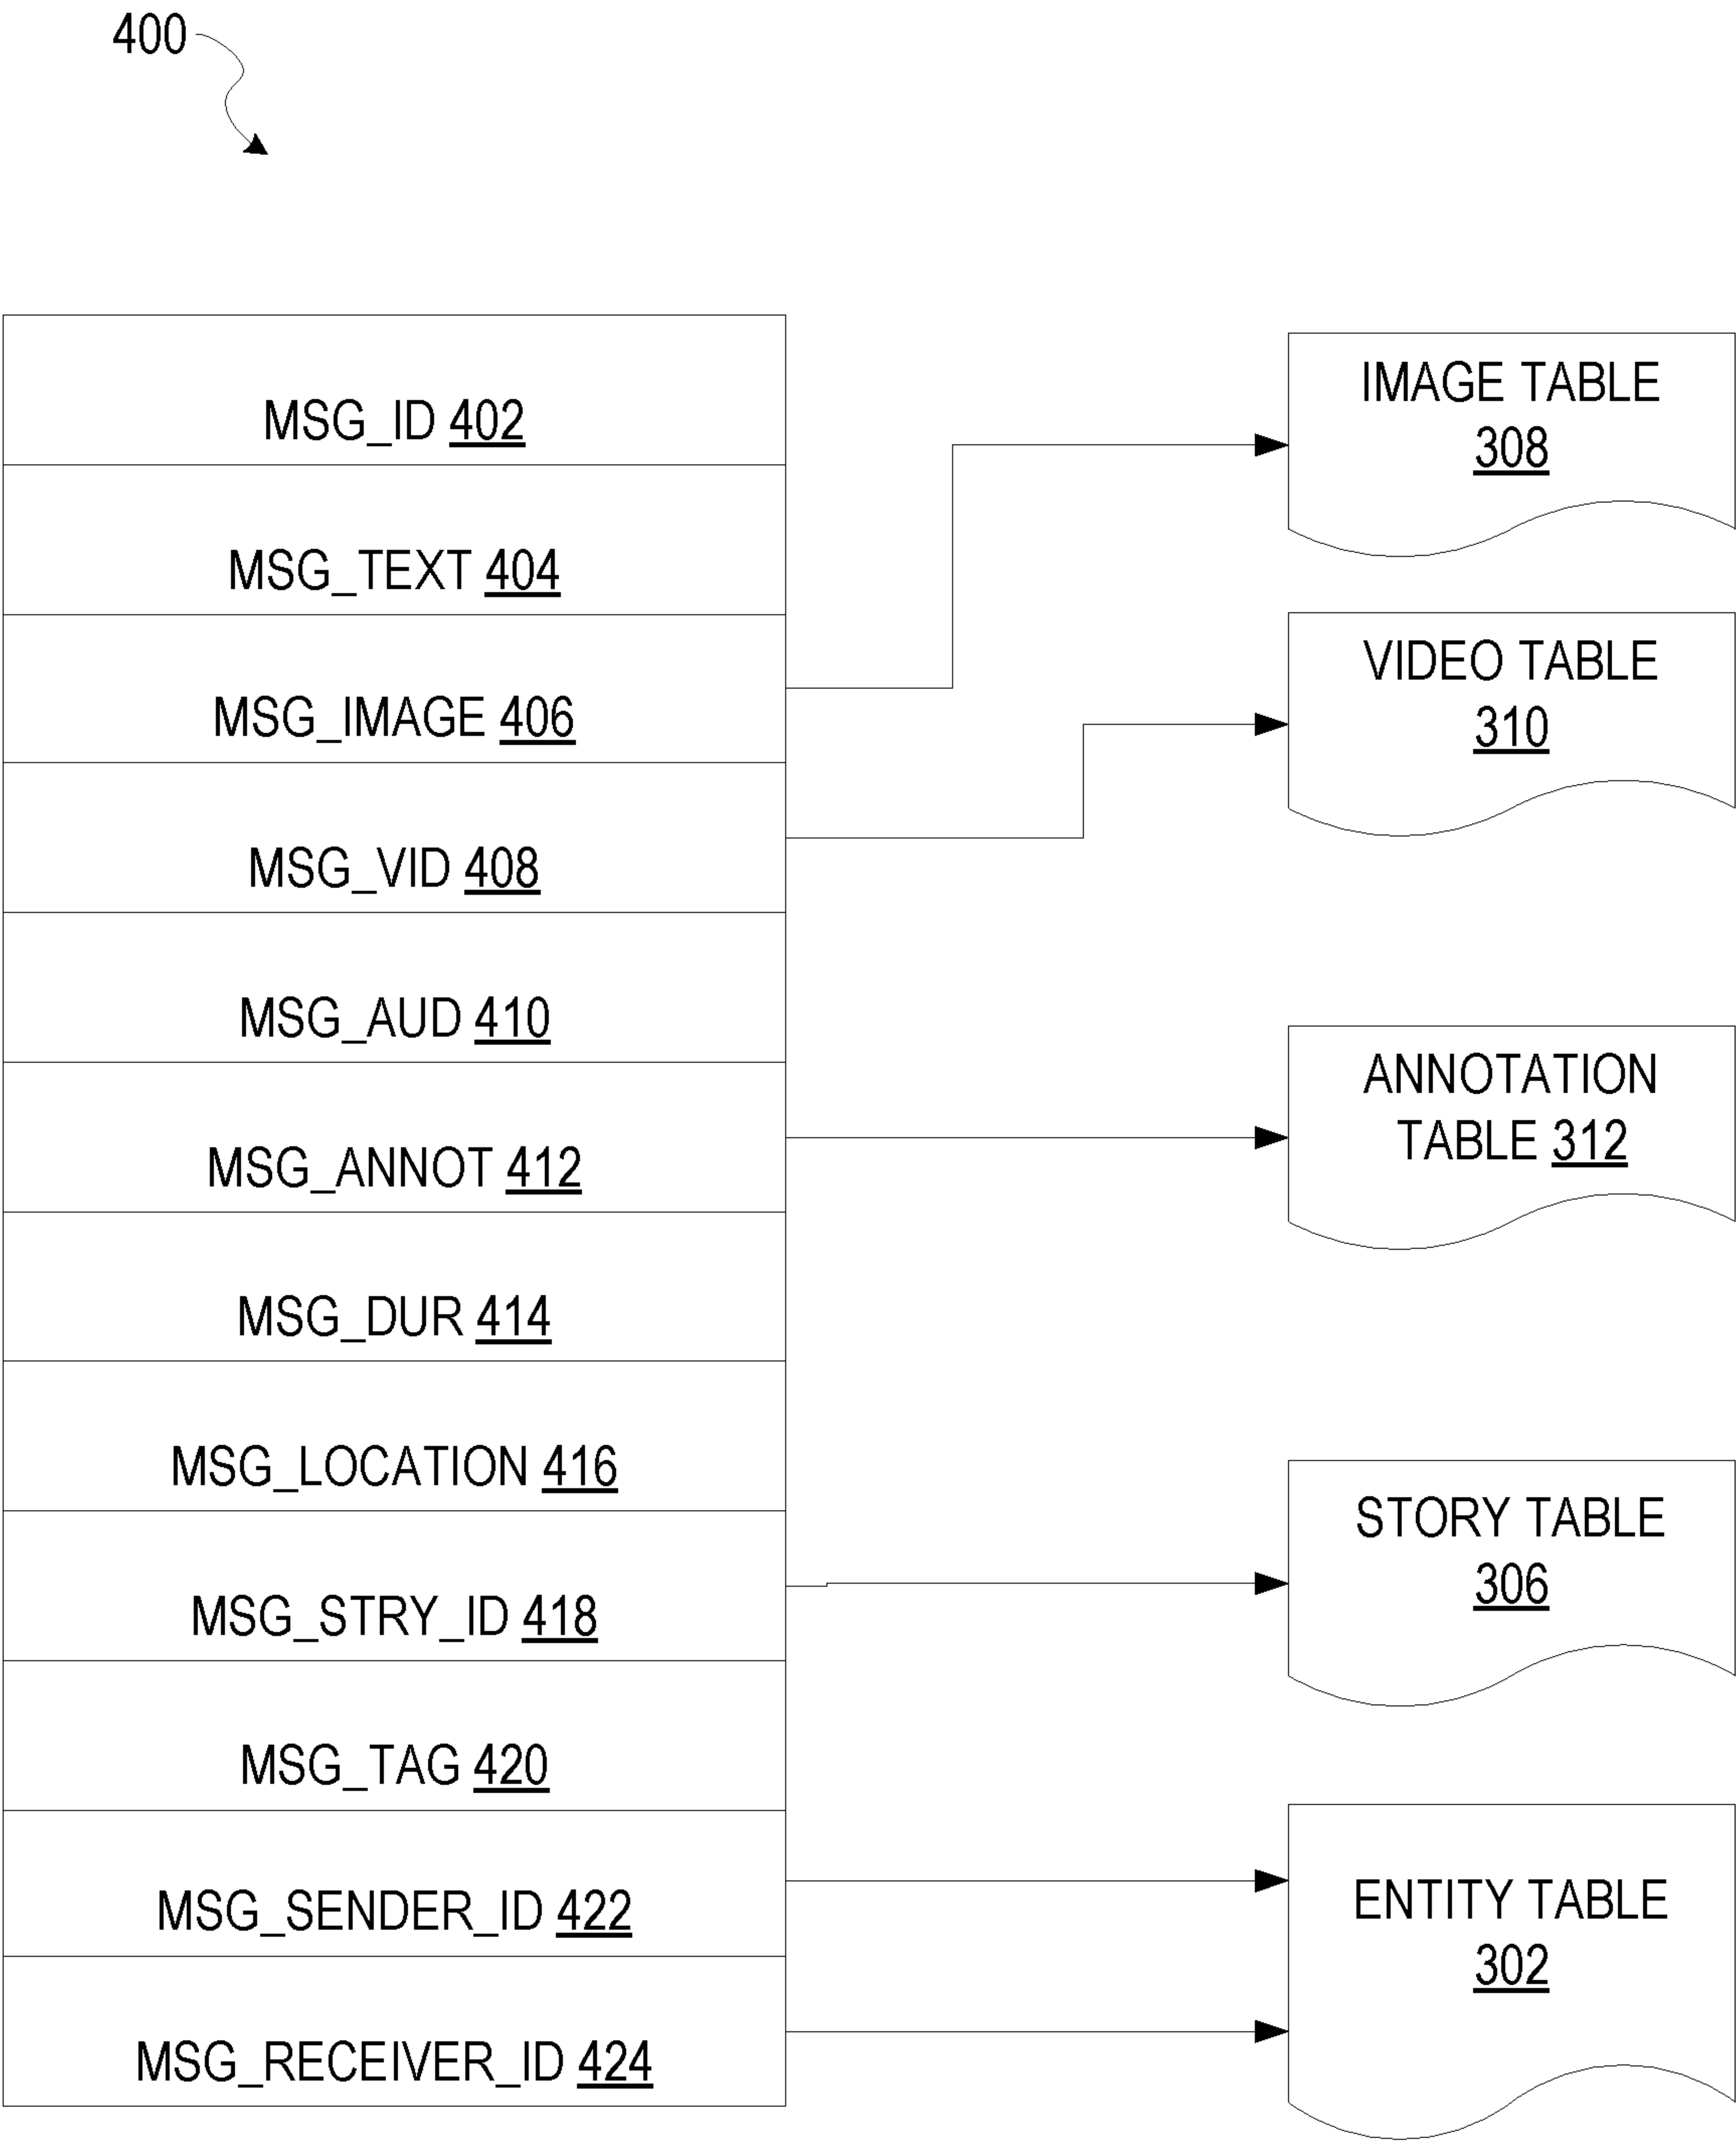 400
MSG_ID 402
MSG_TEXT 404
MSG_IMAGE 406
MSG_VID 408
MSG_AUD 410
MSG_ANNOT 412
MSG_DUR 414
MSG_LOCATION 416
MSG_STRY_ID 418
MSG_TAG 420
MSG_SENDER_ID 422
MSG_RECEIVER_ID 424
IMAGE TABLE
308
VIDEO TABLE
310
ANNOTATION
TABLE 312
STORY TABLE
306
ENTITY TABLE
302